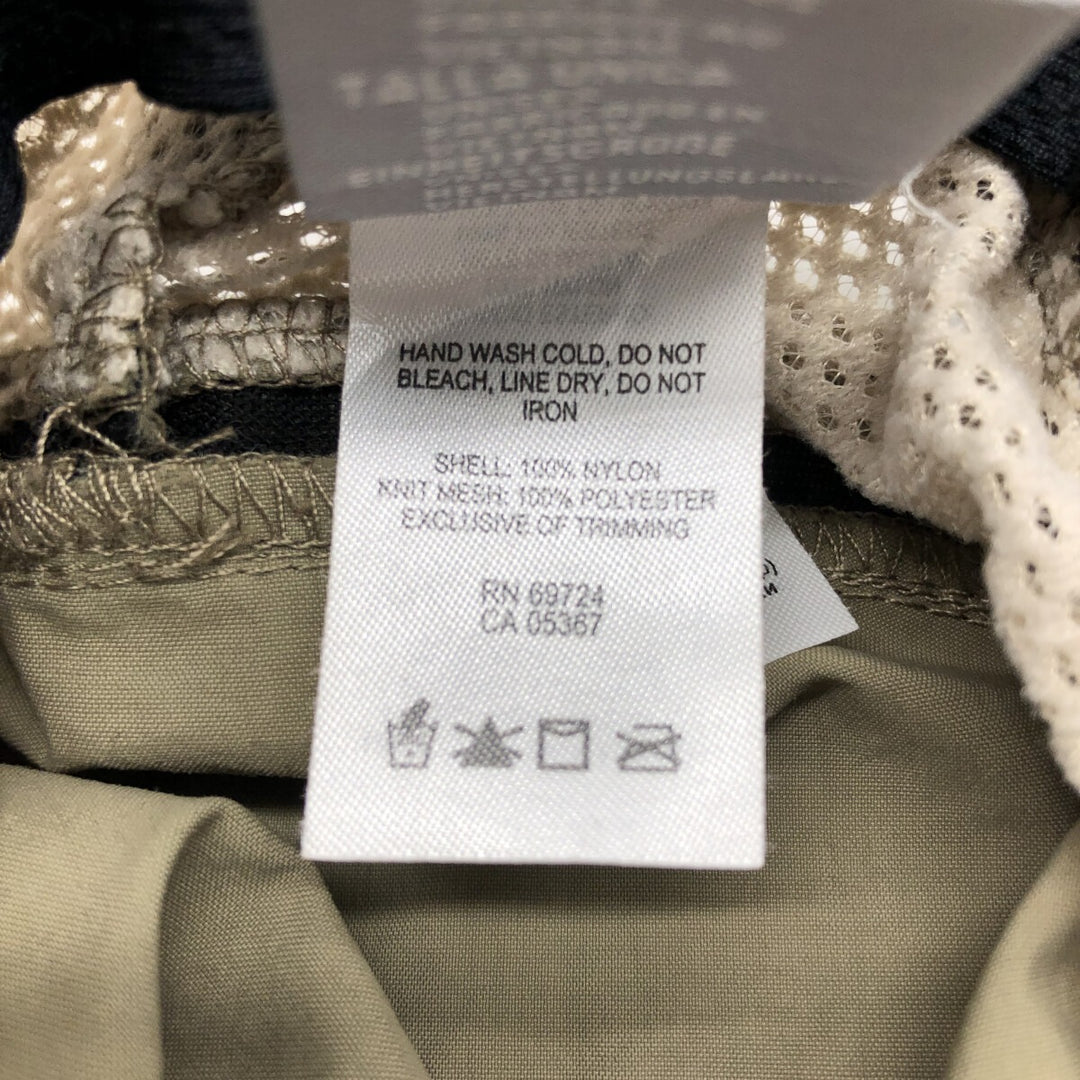 TALLA UNICA
EINHEITSGRÖßE
HAND WASH COLD, DO NOT
BLEACH, LINE DRY, DO NOT
IRON
SHELL: 100% NYLON
KNIT MESH: 100% POLYESTER
EXCLUSIVE OF TRIMMING
RN 69724
CA 05367